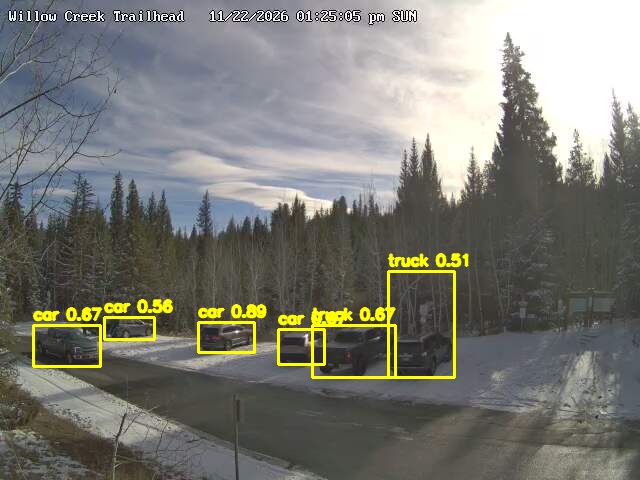 Willow Creek Trailhead   11/22/2026 01:25:05 pm SUN
truck 0.51
car 0.67
car 0.56
car 0.89
car
truck 0.67